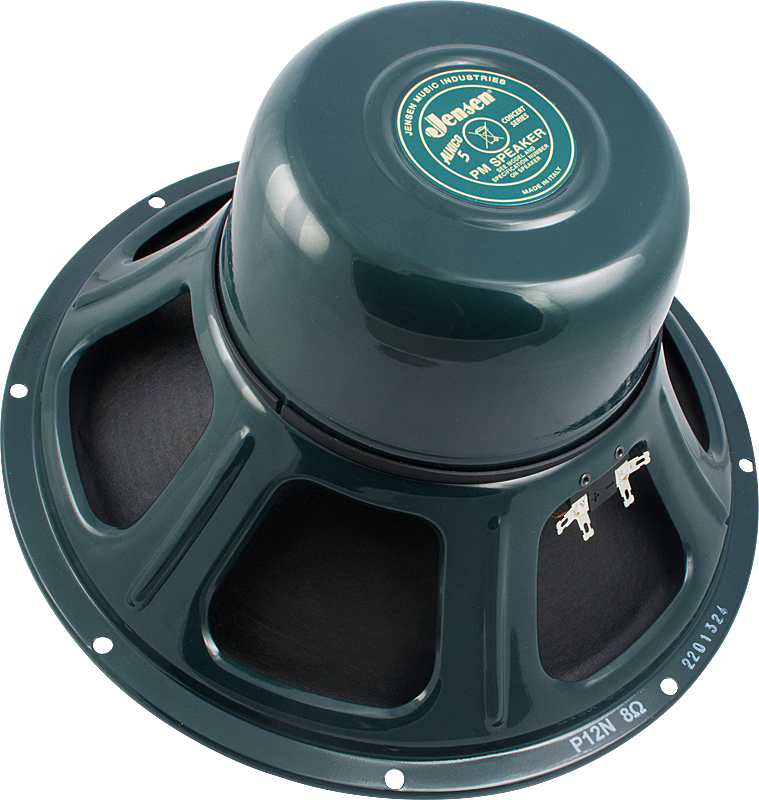 JENSEN MUSIC INDUSTRIES
Jensen®
ALNICO
5
CONCERT
SERIES
PM SPEAKER
SEE MODEL AND
SPECIFICATION NUMBER
ON SPEAKER
MADE IN ITALY
2201324
P12N 8Ω